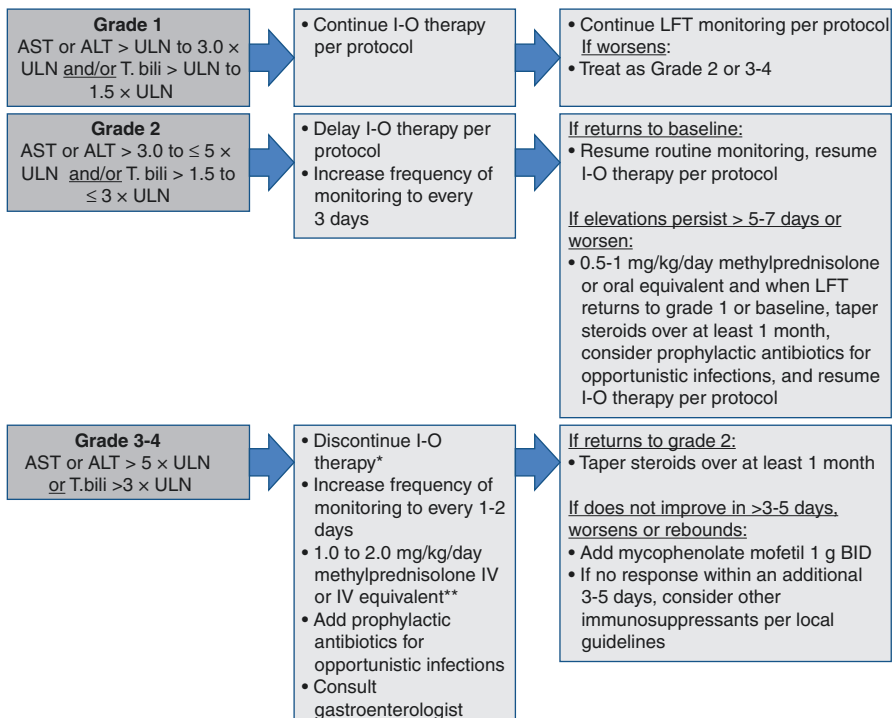 Grade 1
AST or ALT > ULN to 3.0 ×
ULN and/or T. bili > ULN to
1.5 × ULN
• Continue I-O therapy
per protocol
• Continue LFT monitoring per protocol
If worsens:
• Treat as Grade 2 or 3-4
Grade 2
AST or ALT > 3.0 to ≤ 5 ×
ULN and/or T. bili > 1.5 to
≤ 3 × ULN
• Delay I-O therapy per
protocol
• Increase frequency of
monitoring to every
3 days
If returns to baseline:
• Resume routine monitoring, resume
I-O therapy per protocol
If elevations persist > 5-7 days or
worsen:
• 0.5-1 mg/kg/day methylprednisolone
or oral equivalent and when LFT
returns to grade 1 or baseline, taper
steroids over at least 1 month,
consider prophylactic antibiotics for
opportunistic infections, and resume
I-O therapy per protocol
Grade 3-4
AST or ALT > 5 × ULN
or T.bili >3 × ULN
• Discontinue I-O
therapy*
• Increase frequency of
monitoring to every 1-2
days
• 1.0 to 2.0 mg/kg/day
methylprednisolone IV
or IV equivalent**
• Add prophylactic
antibiotics for
opportunistic infections
• Consult
gastroenterologist
If returns to grade 2:
• Taper steroids over at least 1 month
If does not improve in >3-5 days,
worsens or rebounds:
• Add mycophenolate mofetil 1 g BID
• If no response within an additional
3-5 days, consider other
immunosuppressants per local
guidelines